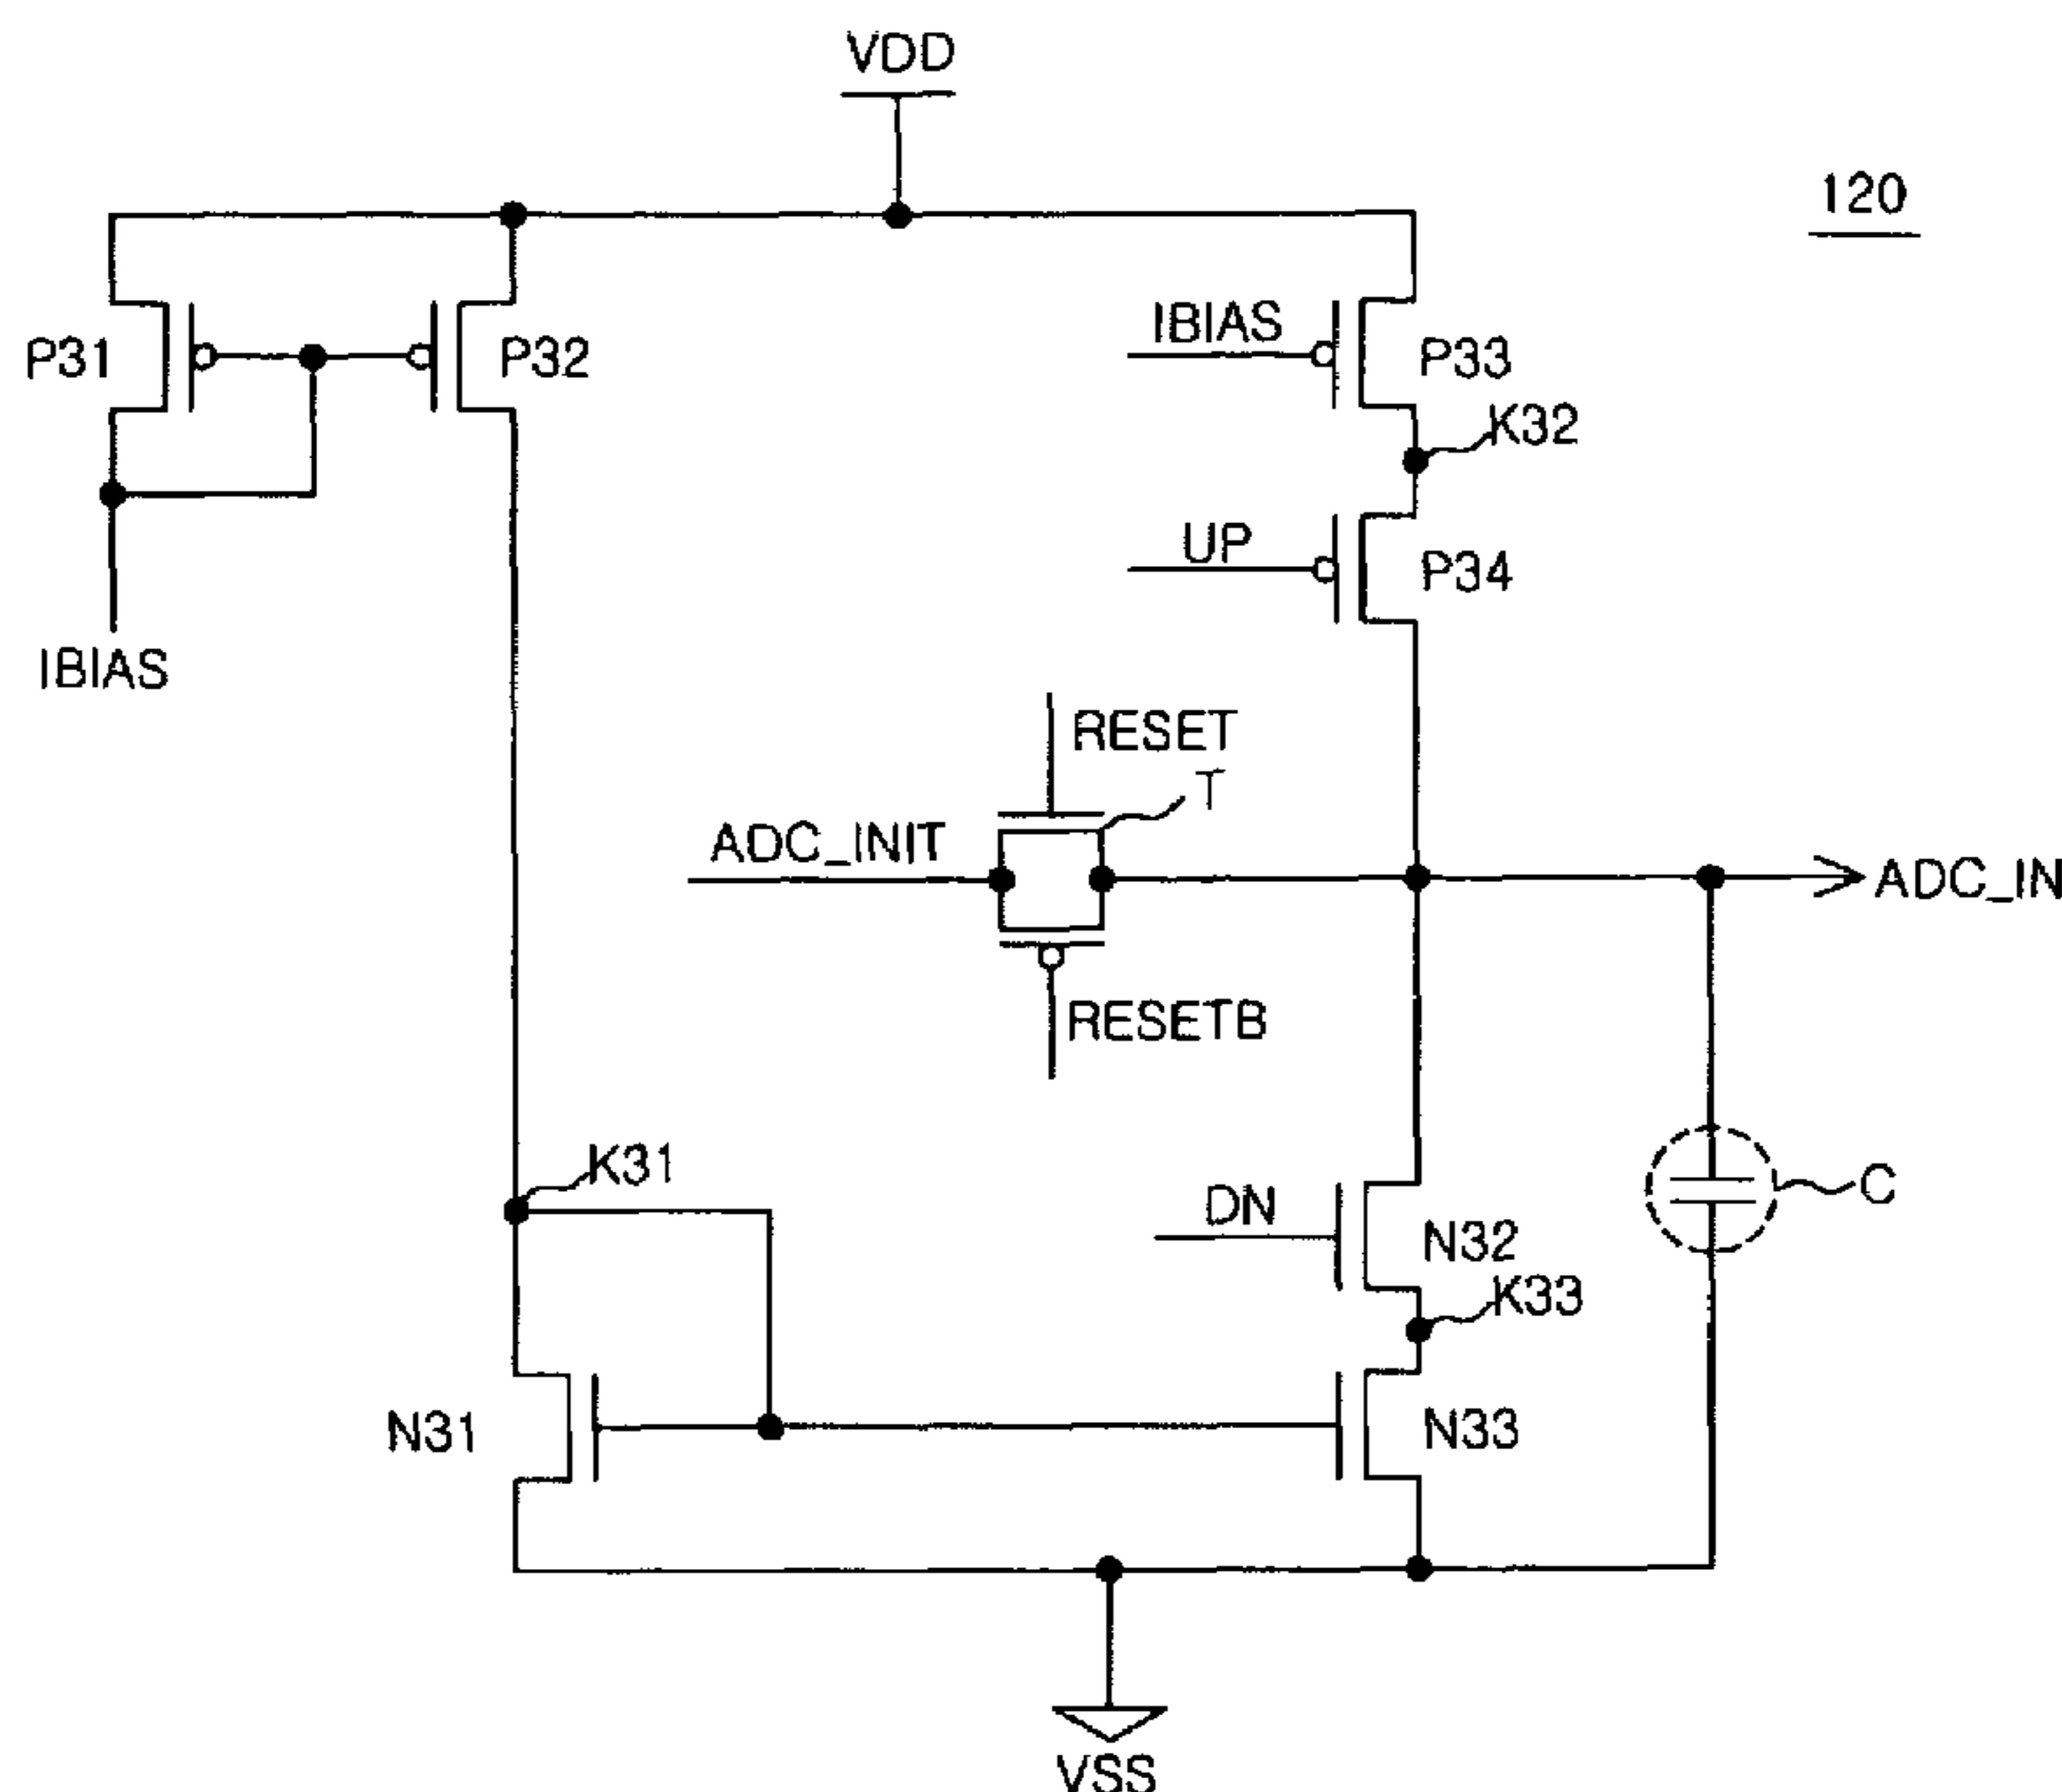 VDD
120
P31
P32
IBIAS
P33
K32
UP
P34
IBIAS
RESET
T
ADC_INIT
ADC_IN
RESETB
K31
C
DN
N32
K33
N31
N33
VSS